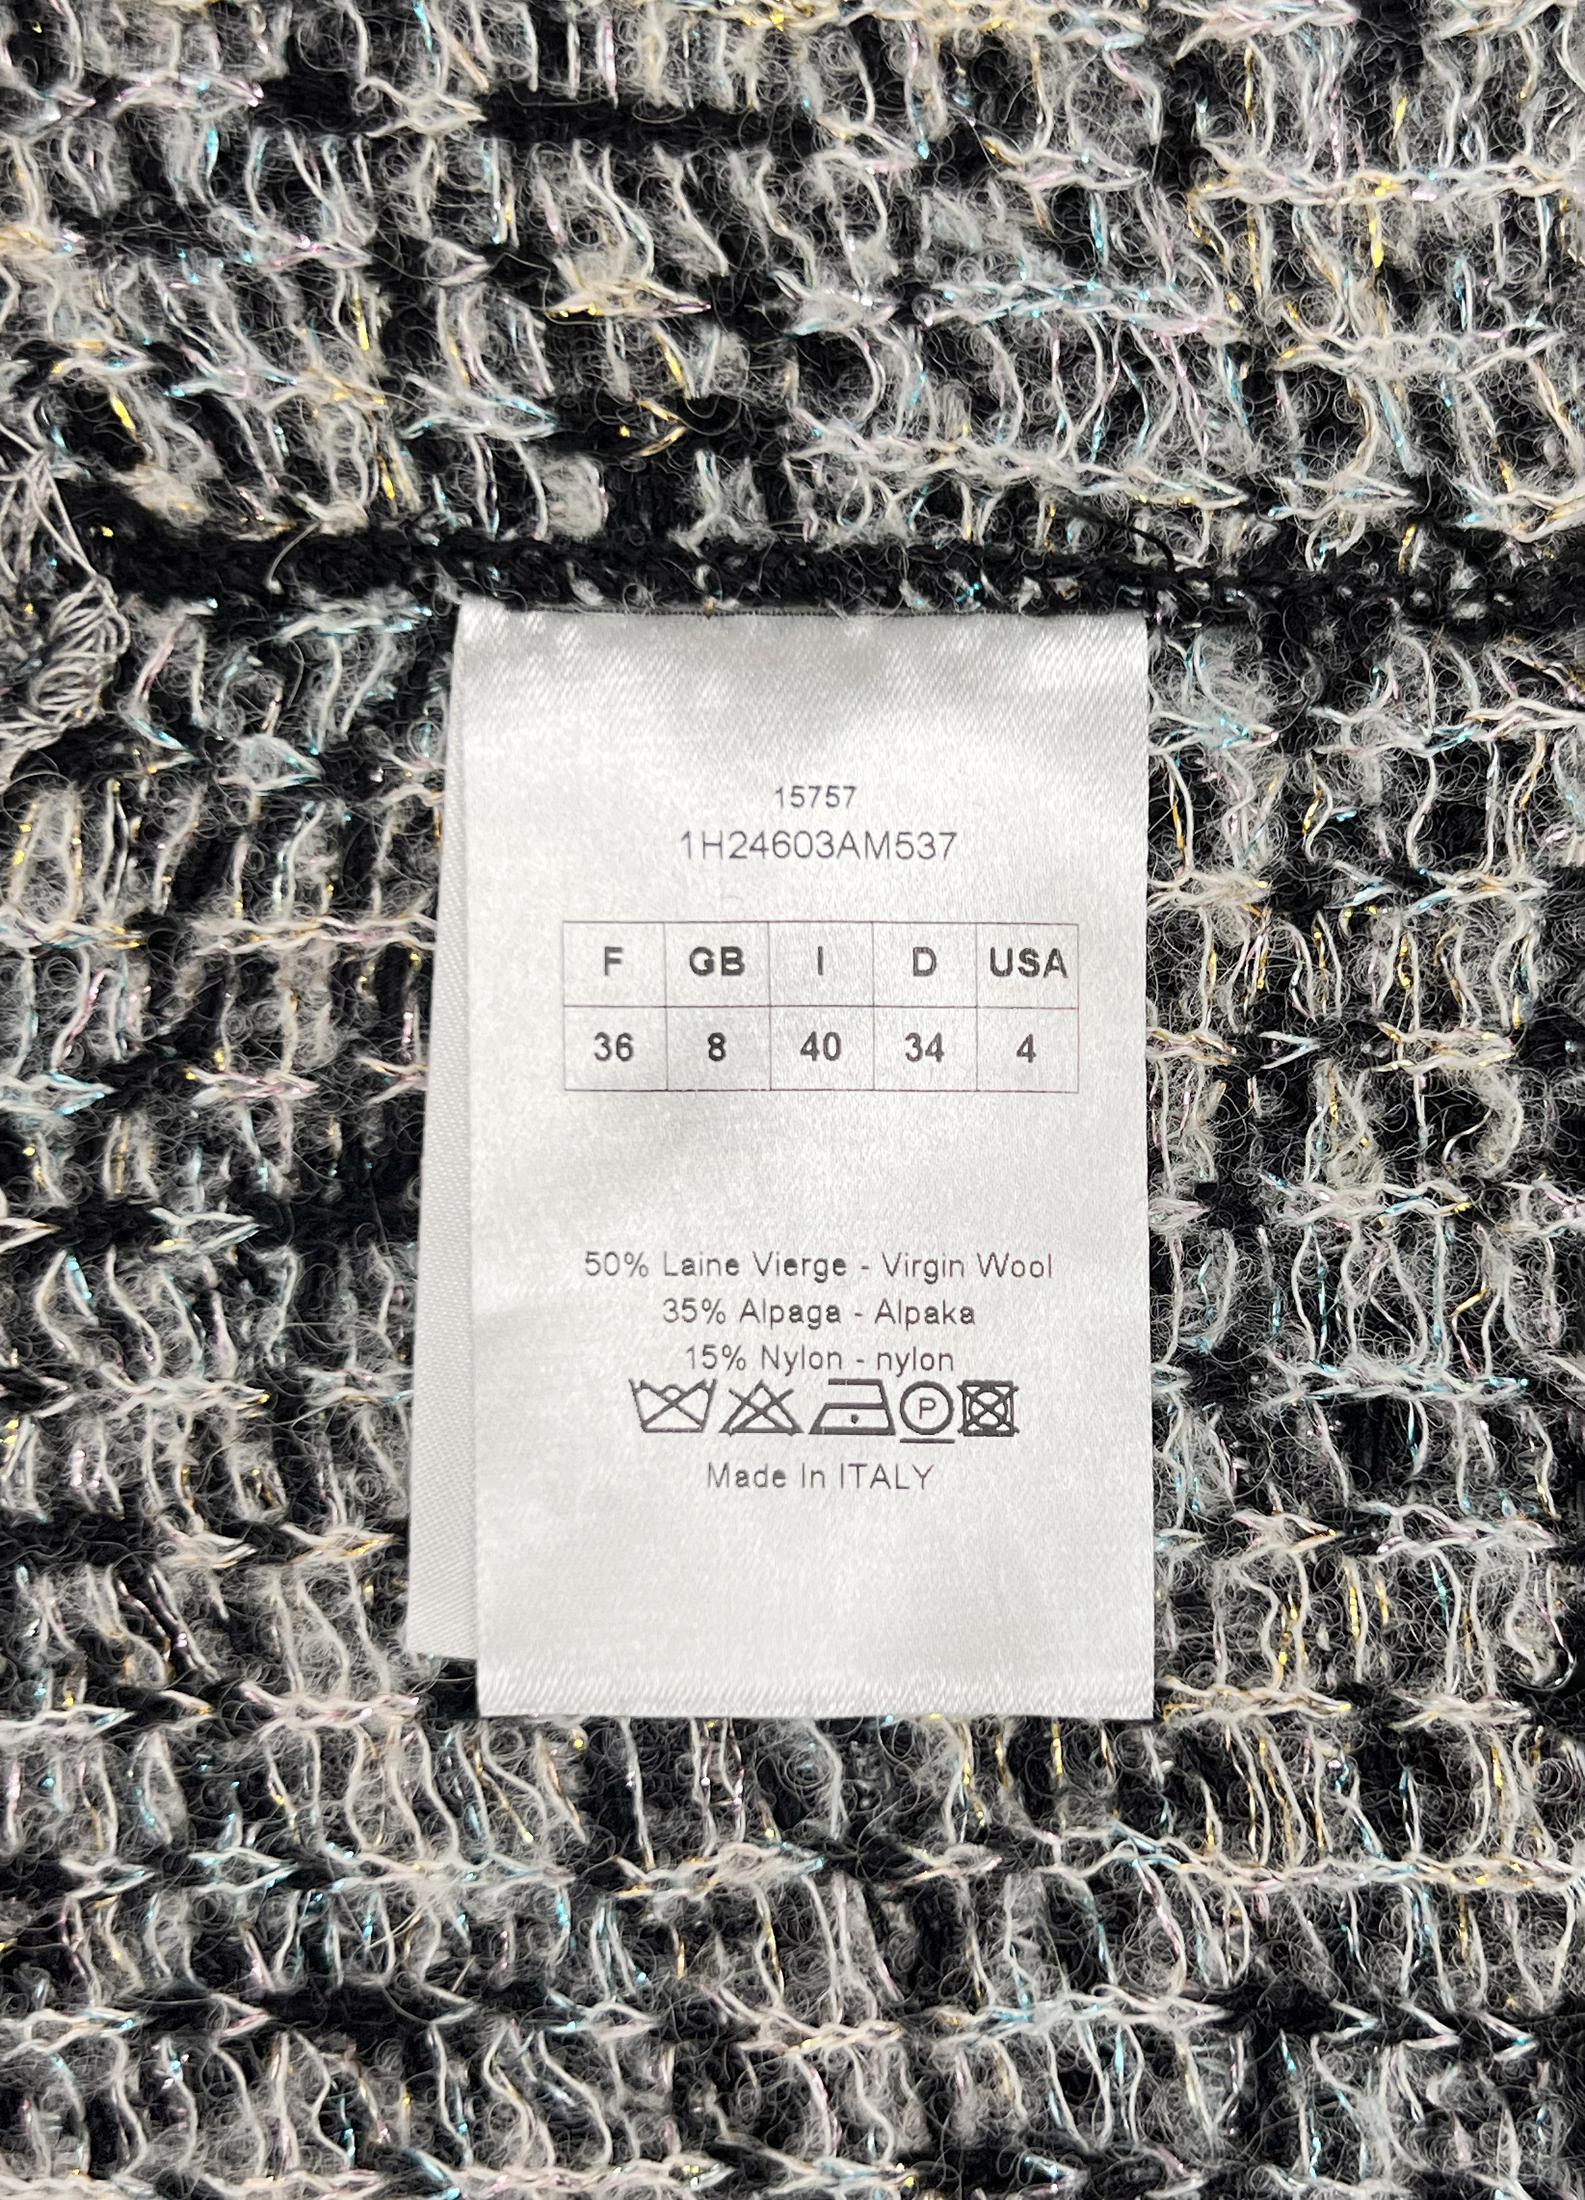 15757
1H24603AM537
F GB I D USA
36 8 40 34 4
50% Laine Vierge - Virgin Wool
35% Alpaga - Alpaka
15% Nylon - nylon
P
Made In ITALY